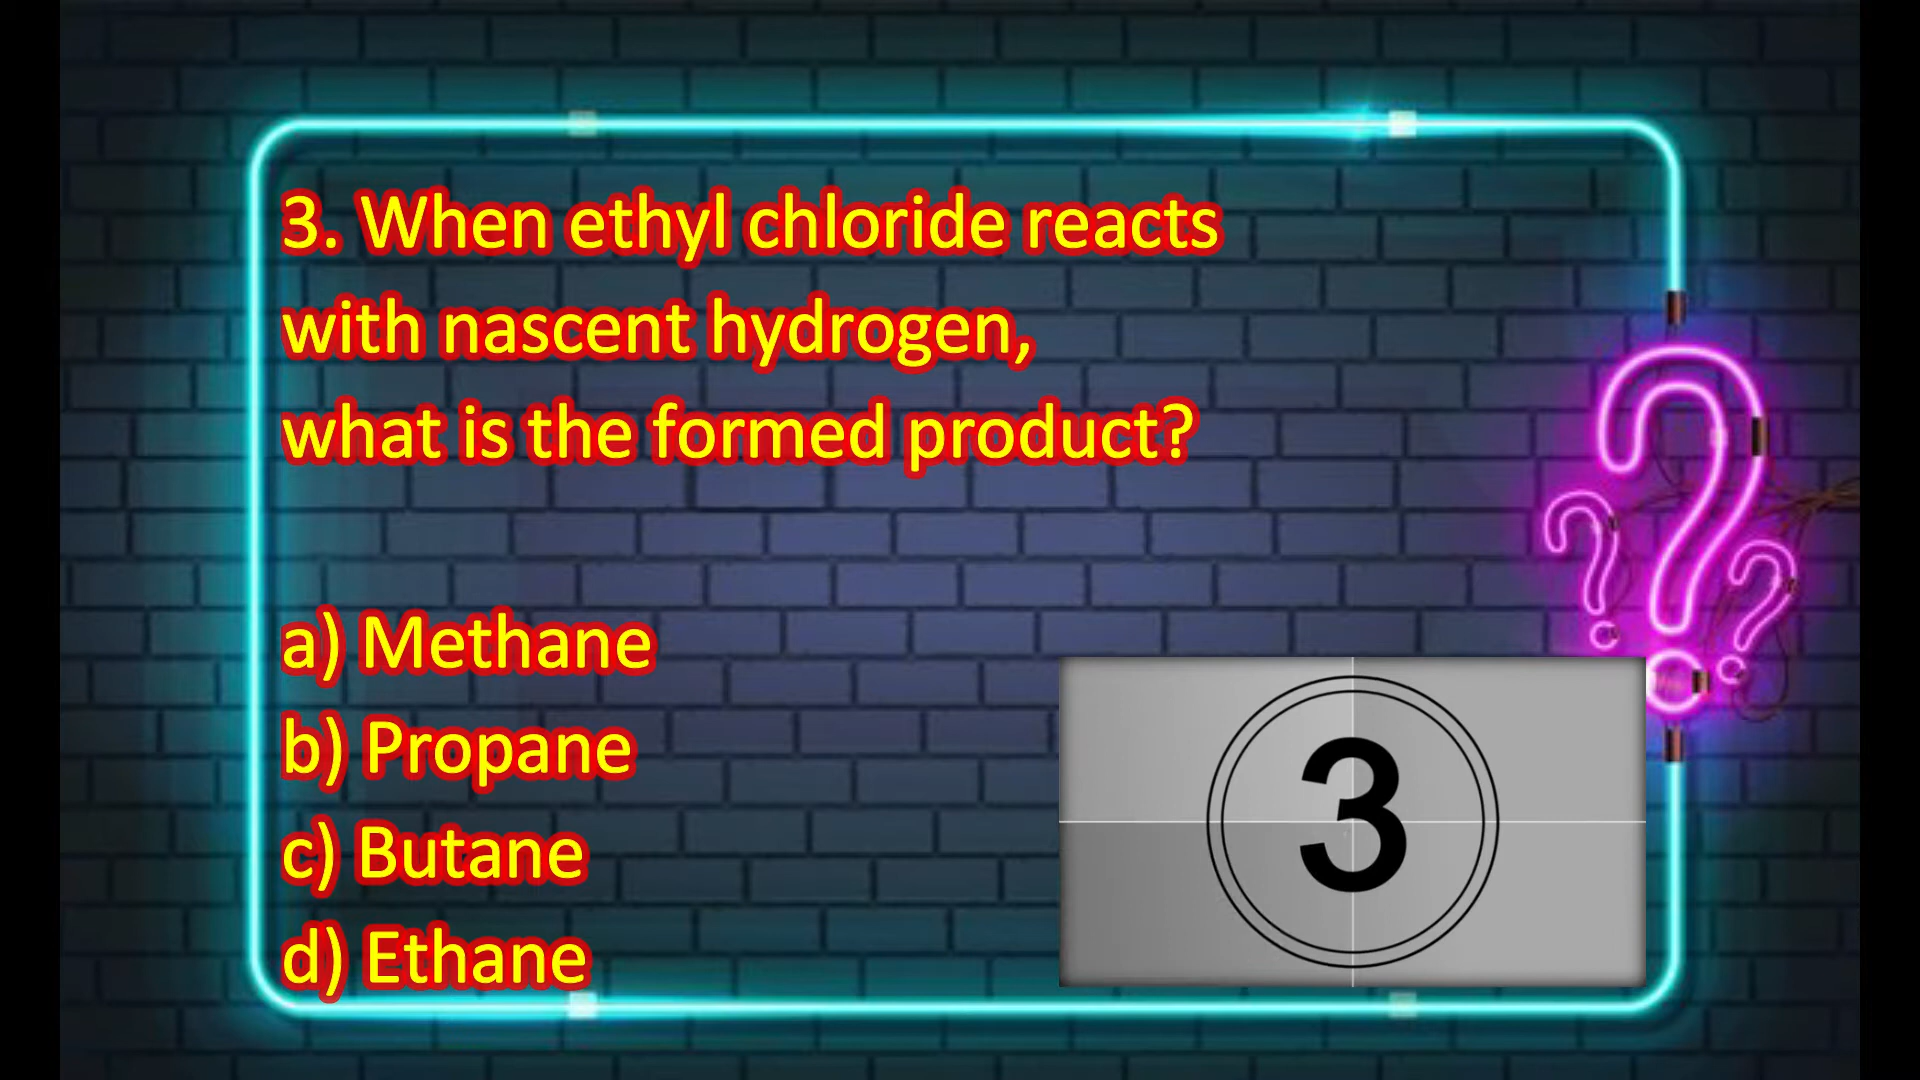 3. When ethyl chloride reacts
with nascent hydrogen,
what is the formed product?
a) Methane
b) Propane
c) Butane
d) Ethane
3